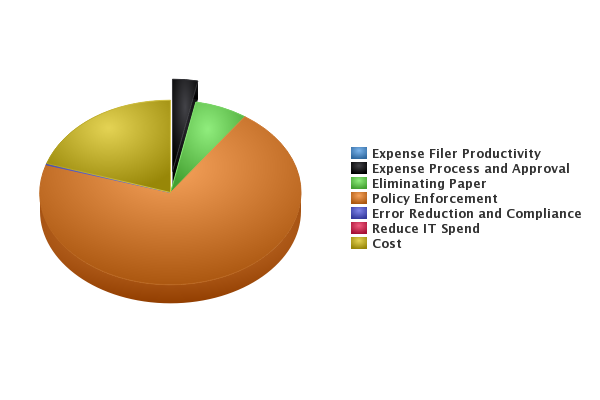 Expense Filer Productivity
Expense Process and Approval
Eliminating Paper
Policy Enforcement
Error Reduction and Compliance
Reduce IT Spend
Cost